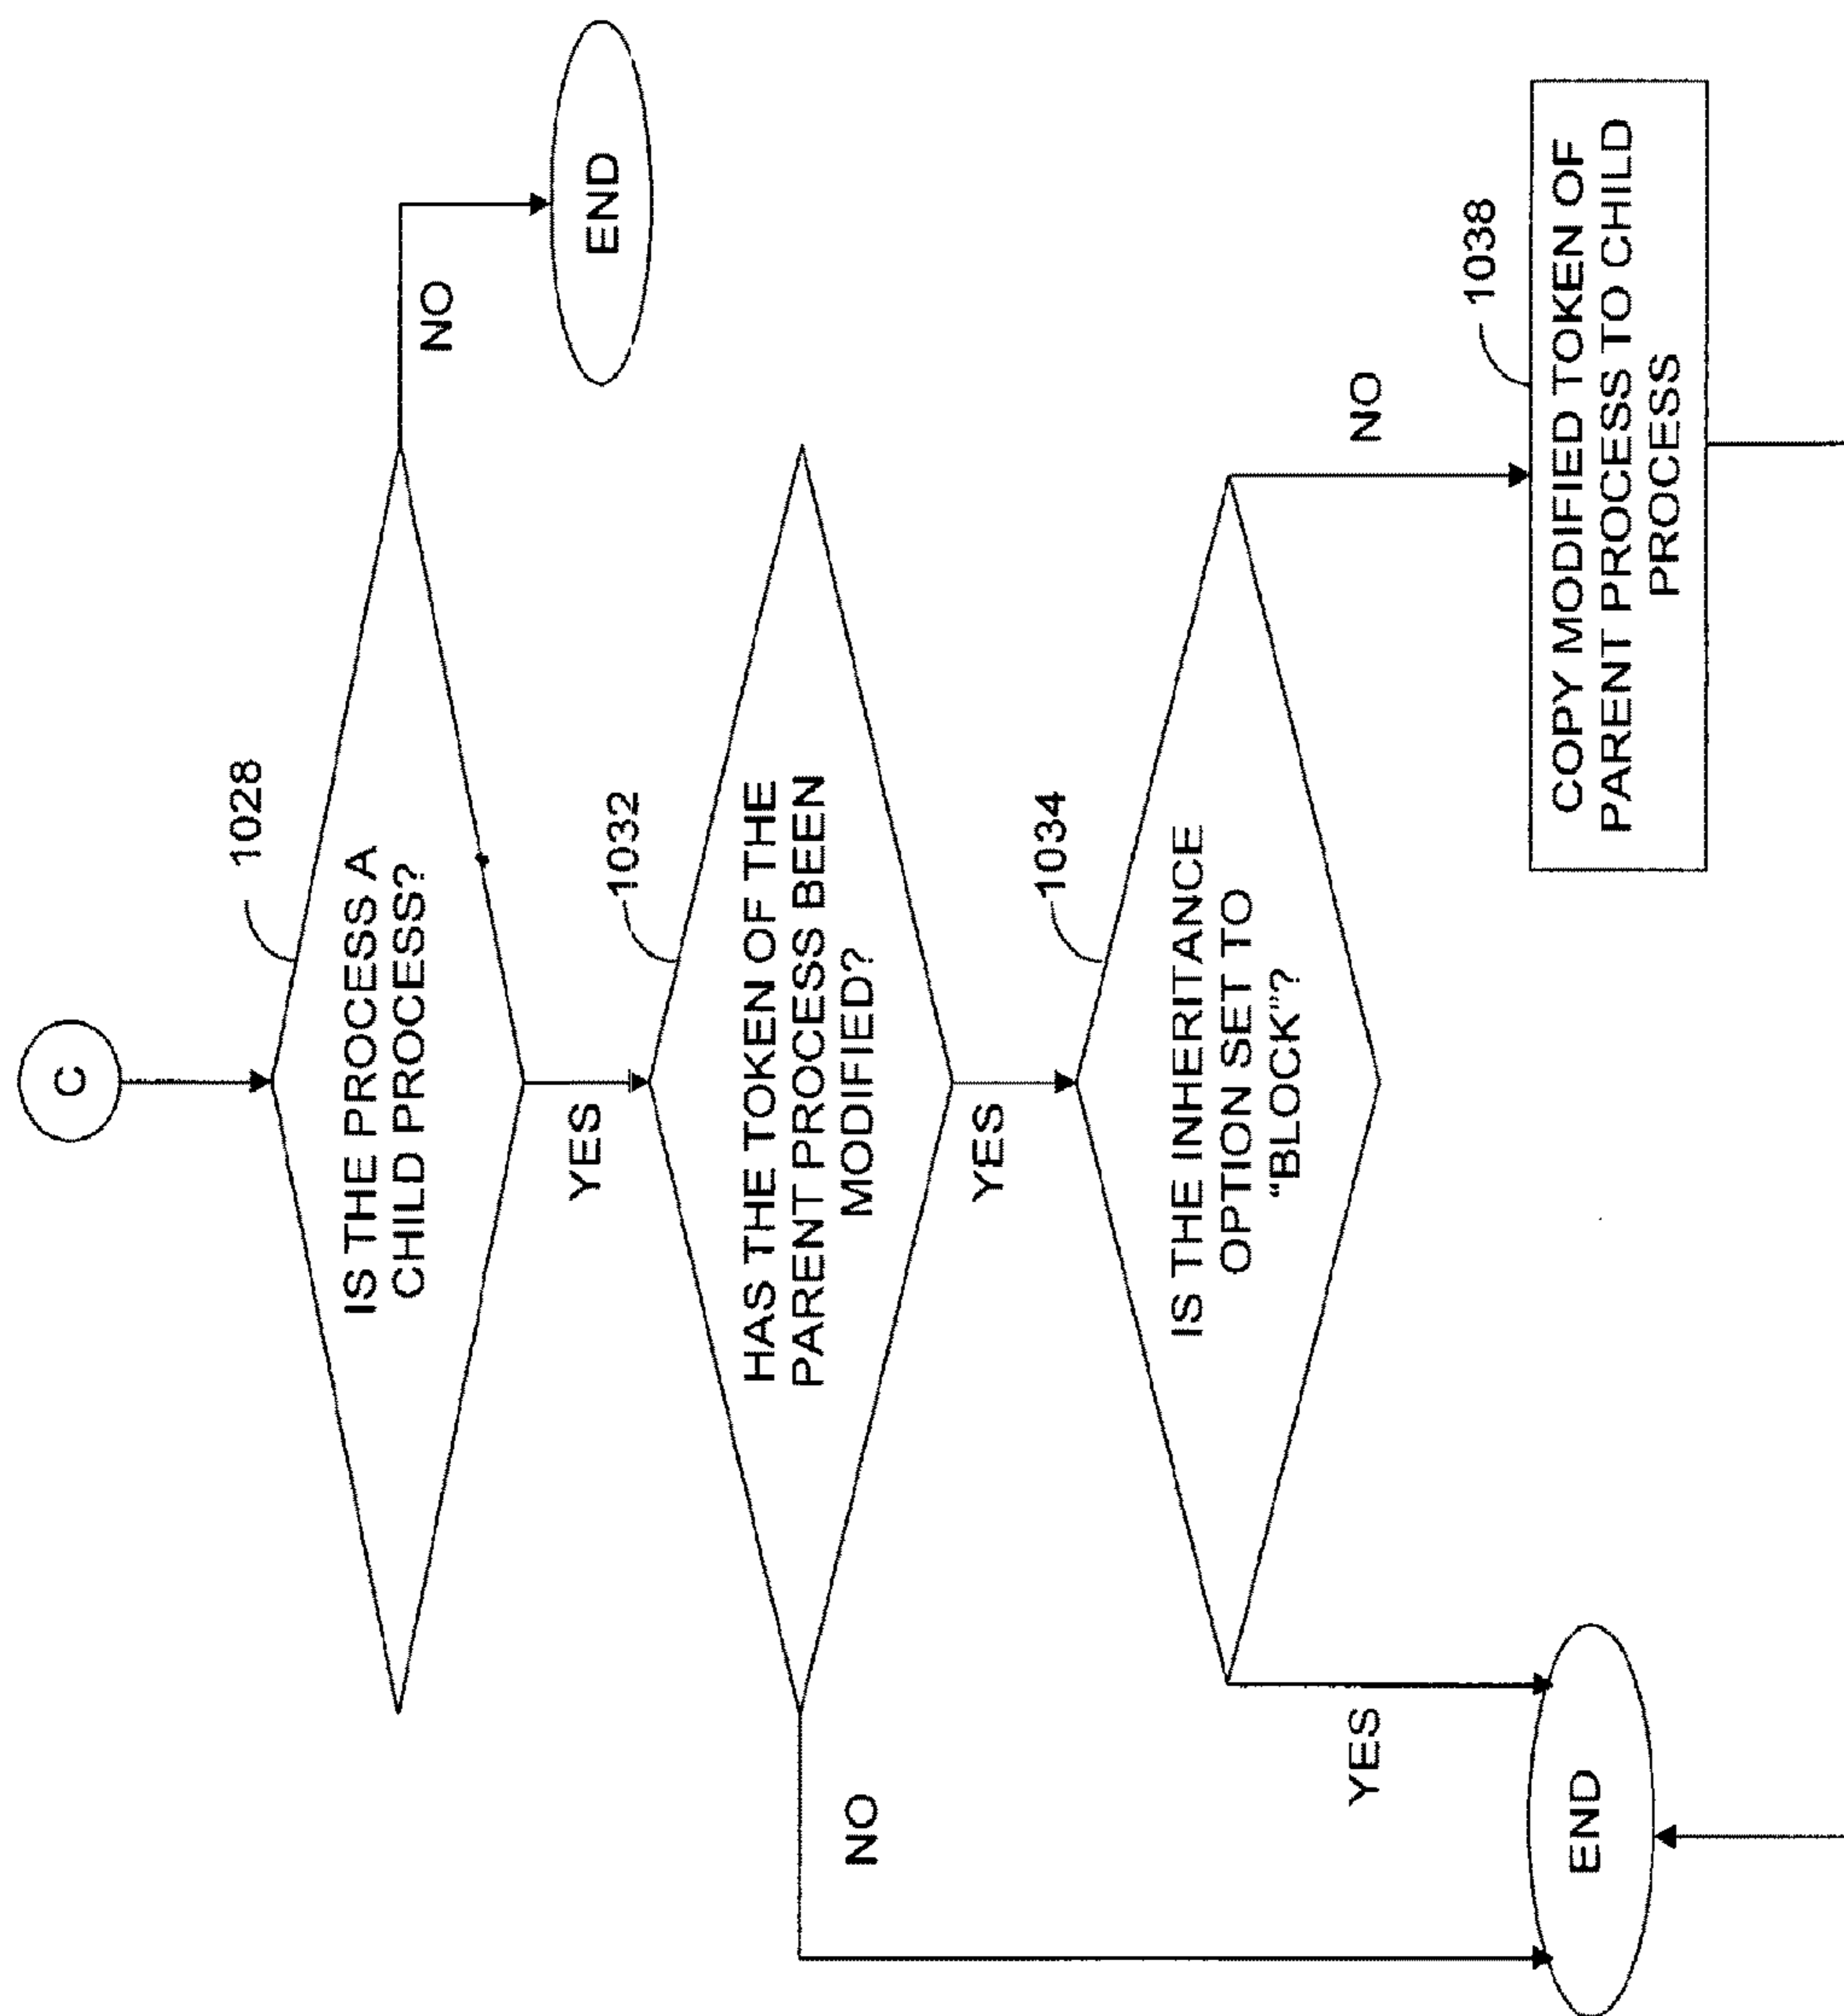 C
1028
IS THE PROCESS A
CHILD PROCESS?
NO
END
YES
1032
HAS THE TOKEN OF THE
PARENT PROCESS BEEN
MODIFIED?
NO
YES
1034
IS THE INHERITANCE
OPTION SET TO
"BLOCK"?
YES
NO
1038
COPY MODIFIED TOKEN OF
PARENT PROCESS TO CHILD
PROCESS
END